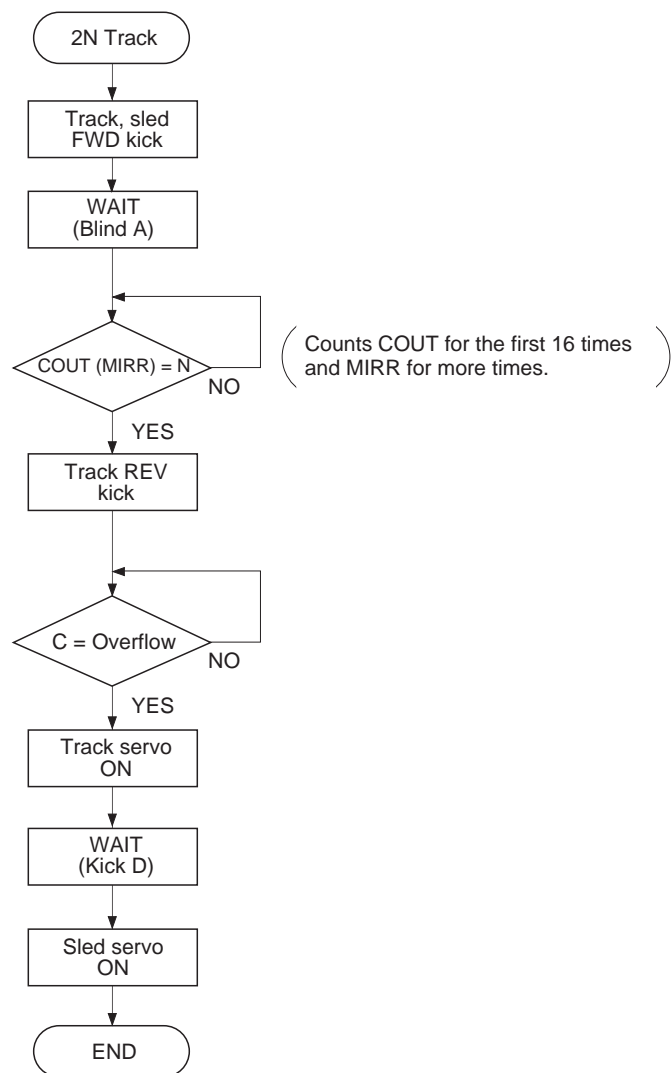 2N Track
Track, sled
FWD kick
WAIT
(Blind A)
COUT (MIRR) = N
NO
(Counts COUT for the first 16 times
and MIRR for more times.)
YES
Track REV
kick
C = Overflow
NO
YES
Track servo
ON
WAIT
(Kick D)
Sled servo
ON
END